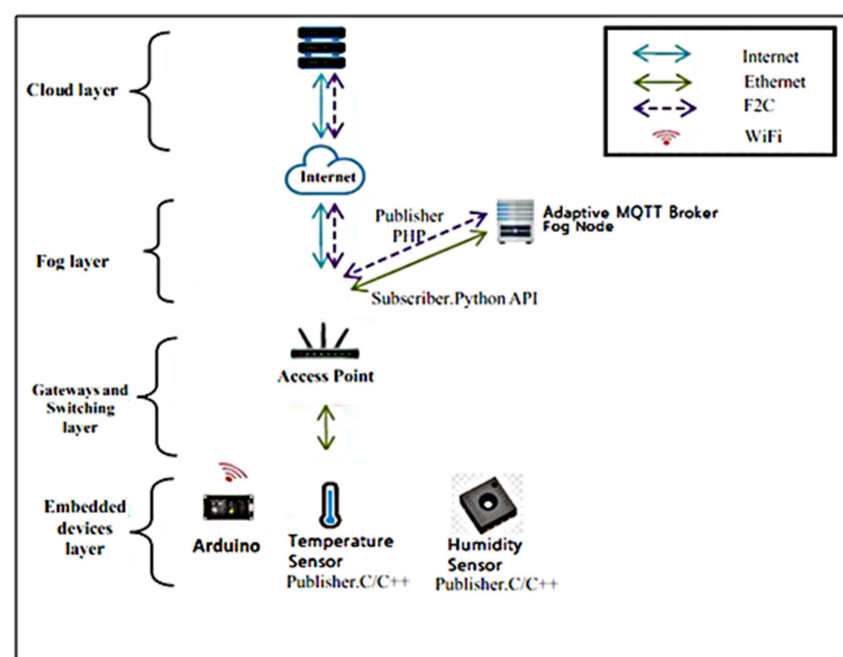 Internet
Ethernet
F2C
WiFi
Cloud layer
Internet
Publisher
PHP
Adaptive MQTT Broker
Fog Node
Fog layer
Subscriber.Python API
Access Point
Gateways and
Switching
layer
Embedded
devices
layer
Arduino
Temperature
Sensor
Publisher.C/C++
Humidity
Sensor
Publisher.C/C++